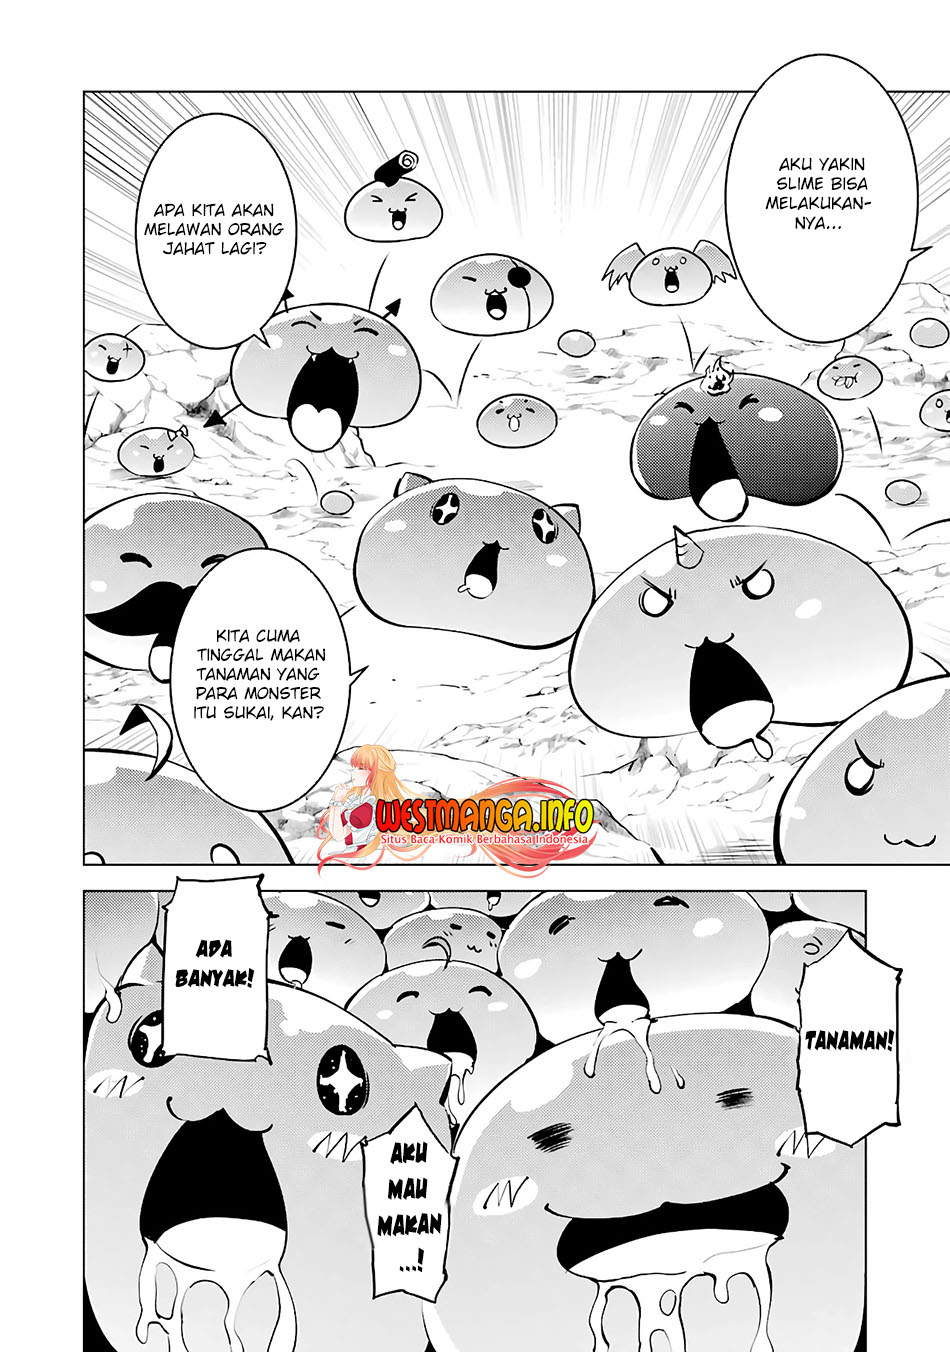 AKU YAKIN
SLIME BISA
MELAKUKAN-
NYA...
APA KITA AKAN
MELAWAN ORANG
JAHAT LAGI?
KITA CUMA
TINGGAL MAKAN
TANAMAN YANG
PARA MONSTER
ITU SUKAI, KAN?
WESTMANGA.INFO
Situs Baca Komik Berbahasa Indonesia
TANAMAN!
ADA
BANYAK!
AKU
MAU
MAKAN
...!